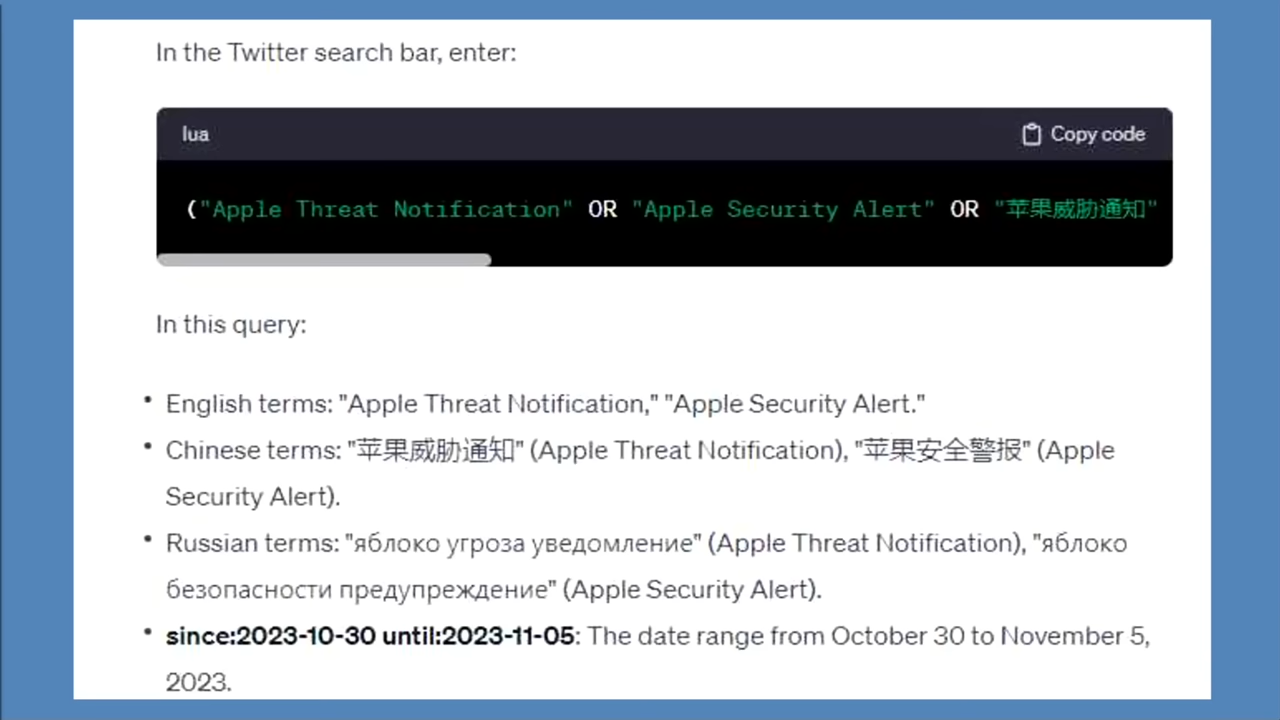 In the Twitter search bar, enter:
lua
Copy code
("Apple Threat Notification" OR "Apple Security Alert" OR "苹果威胁通知"
In this query:
• English terms: "Apple Threat Notification," "Apple Security Alert."
• Chinese terms: "苹果威胁通知" (Apple Threat Notification), "苹果安全警报" (Apple
Security Alert).
• Russian terms: "яблоко угроза уведомление" (Apple Threat Notification), "яблоко
безопасности предупреждение" (Apple Security Alert).
• since:2023-10-30 until:2023-11-05: The date range from October 30 to November 5,
2023.